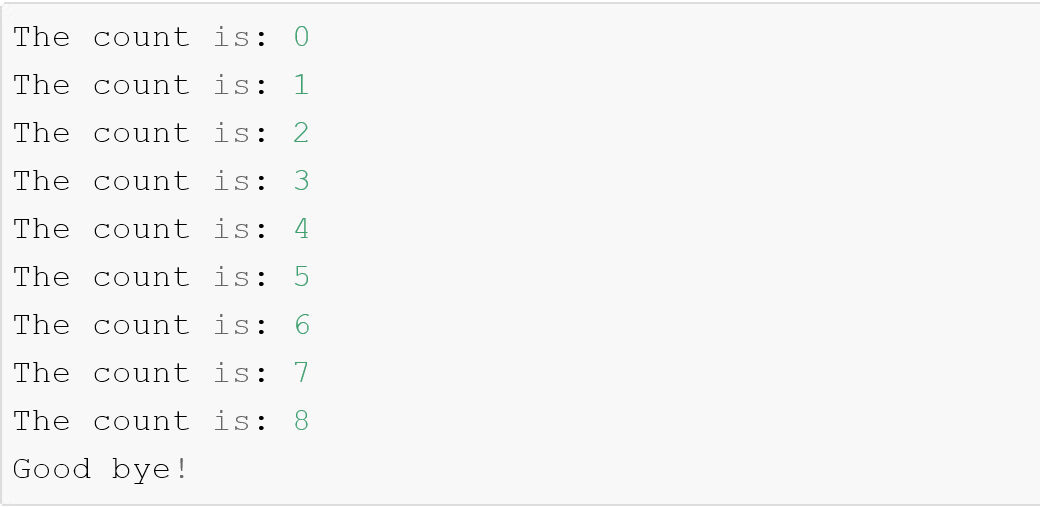 The count is: 0
The count is: 1
The count is: 2
The count is: 3
The count is: 4
The count is: 5
The count is: 6
The count is: 7
The count is: 8
Good bye!